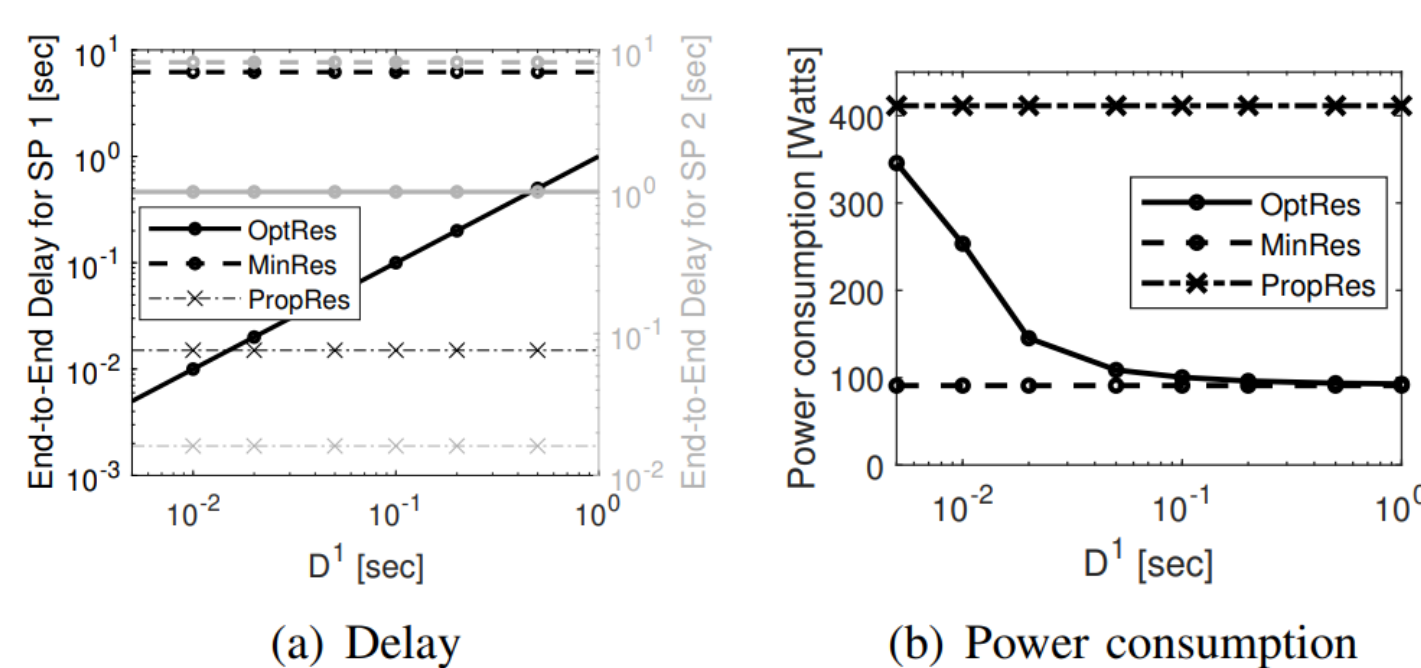 End-to-End Delay for SP 1 [sec]
10^1
10^0
10^-1
10^-2
10^-3
OptRes
MinRes
PropRes
10^-2
10^-1
10^0
D^1 [sec]
10^1
10^0
10^-1
10^-2
End-to-End Delay for SP 2 [sec]
(a) Delay
Power consumption [Watts]
400
300
200
100
0
OptRes
MinRes
PropRes
10^-2
10^-1
10^0
D^1 [sec]
(b) Power consumption